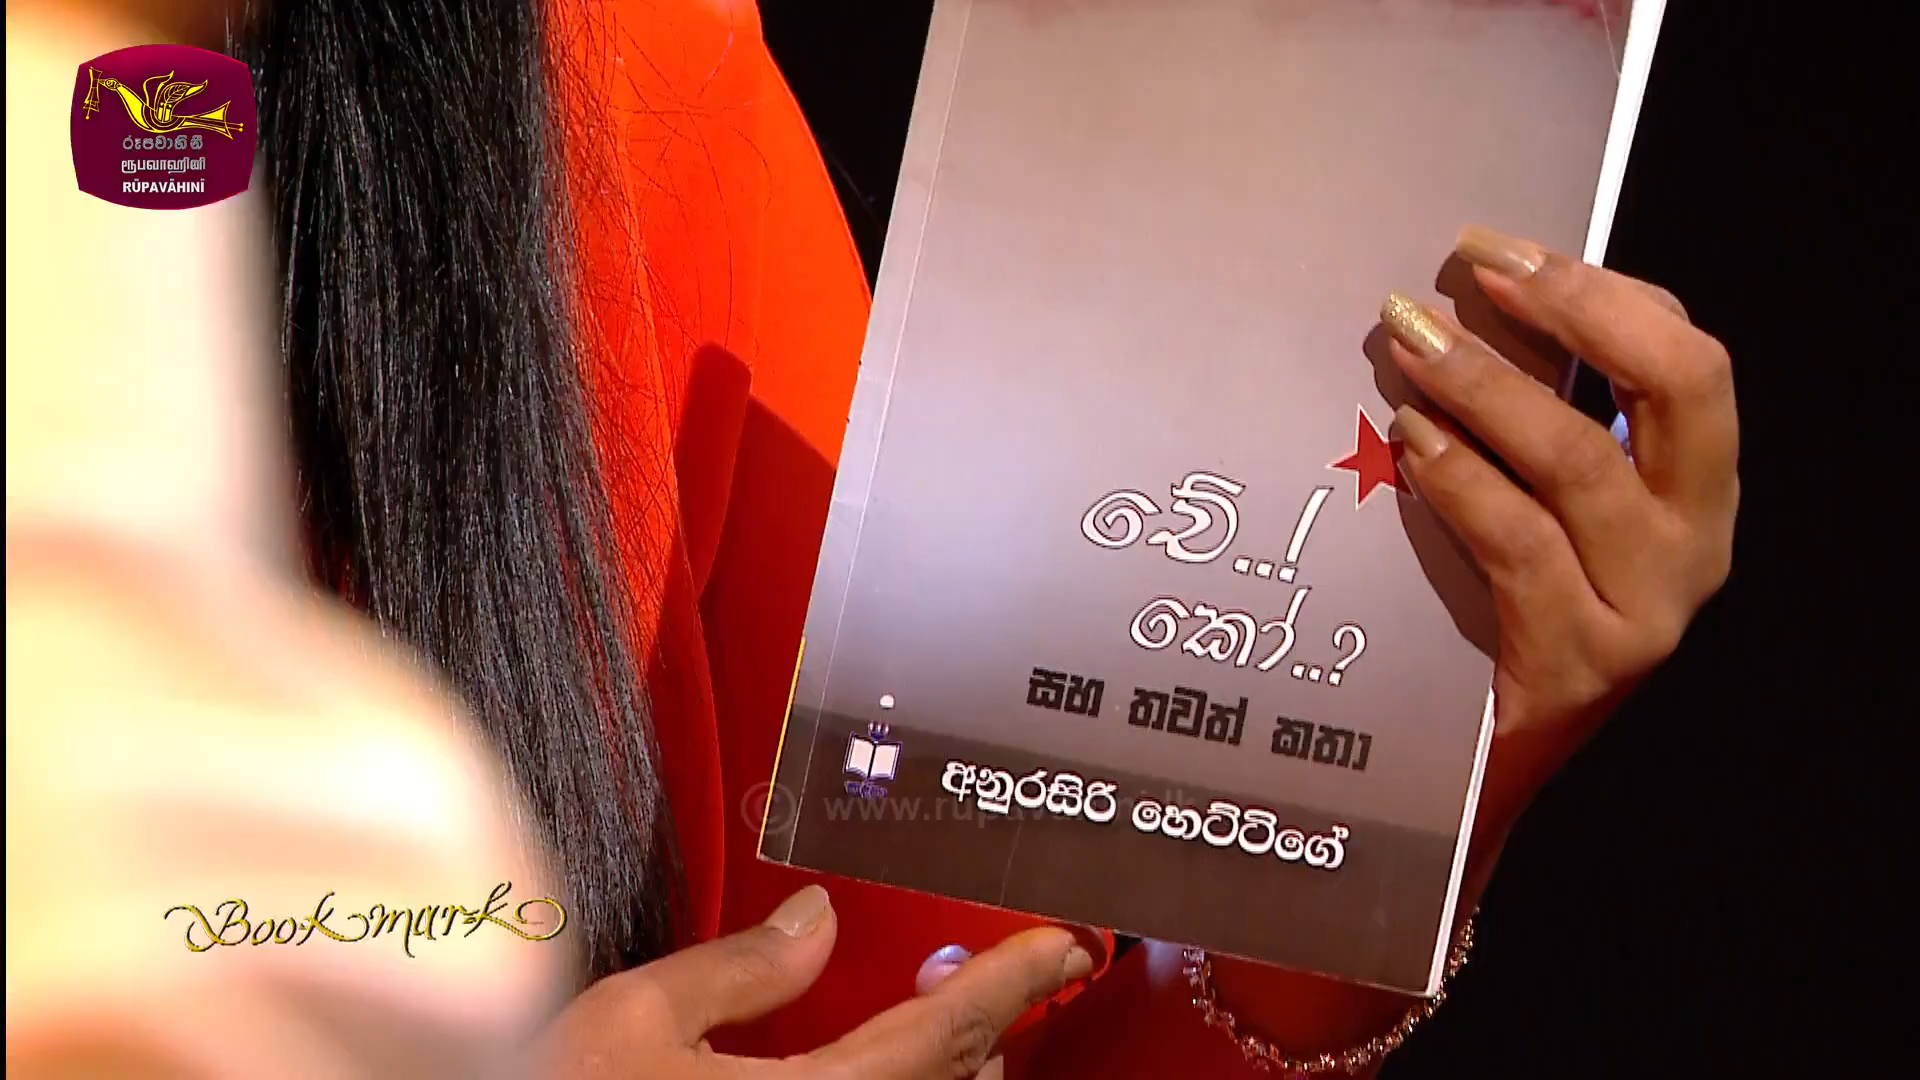 රූපවාහිනී
ரூபவாஹினி
RŪPAVĀHINĪ
චේ..!
කෝ..?
සහ තවත් කතා
අනුරසිරි හෙට්ටිගේ
Bookmark